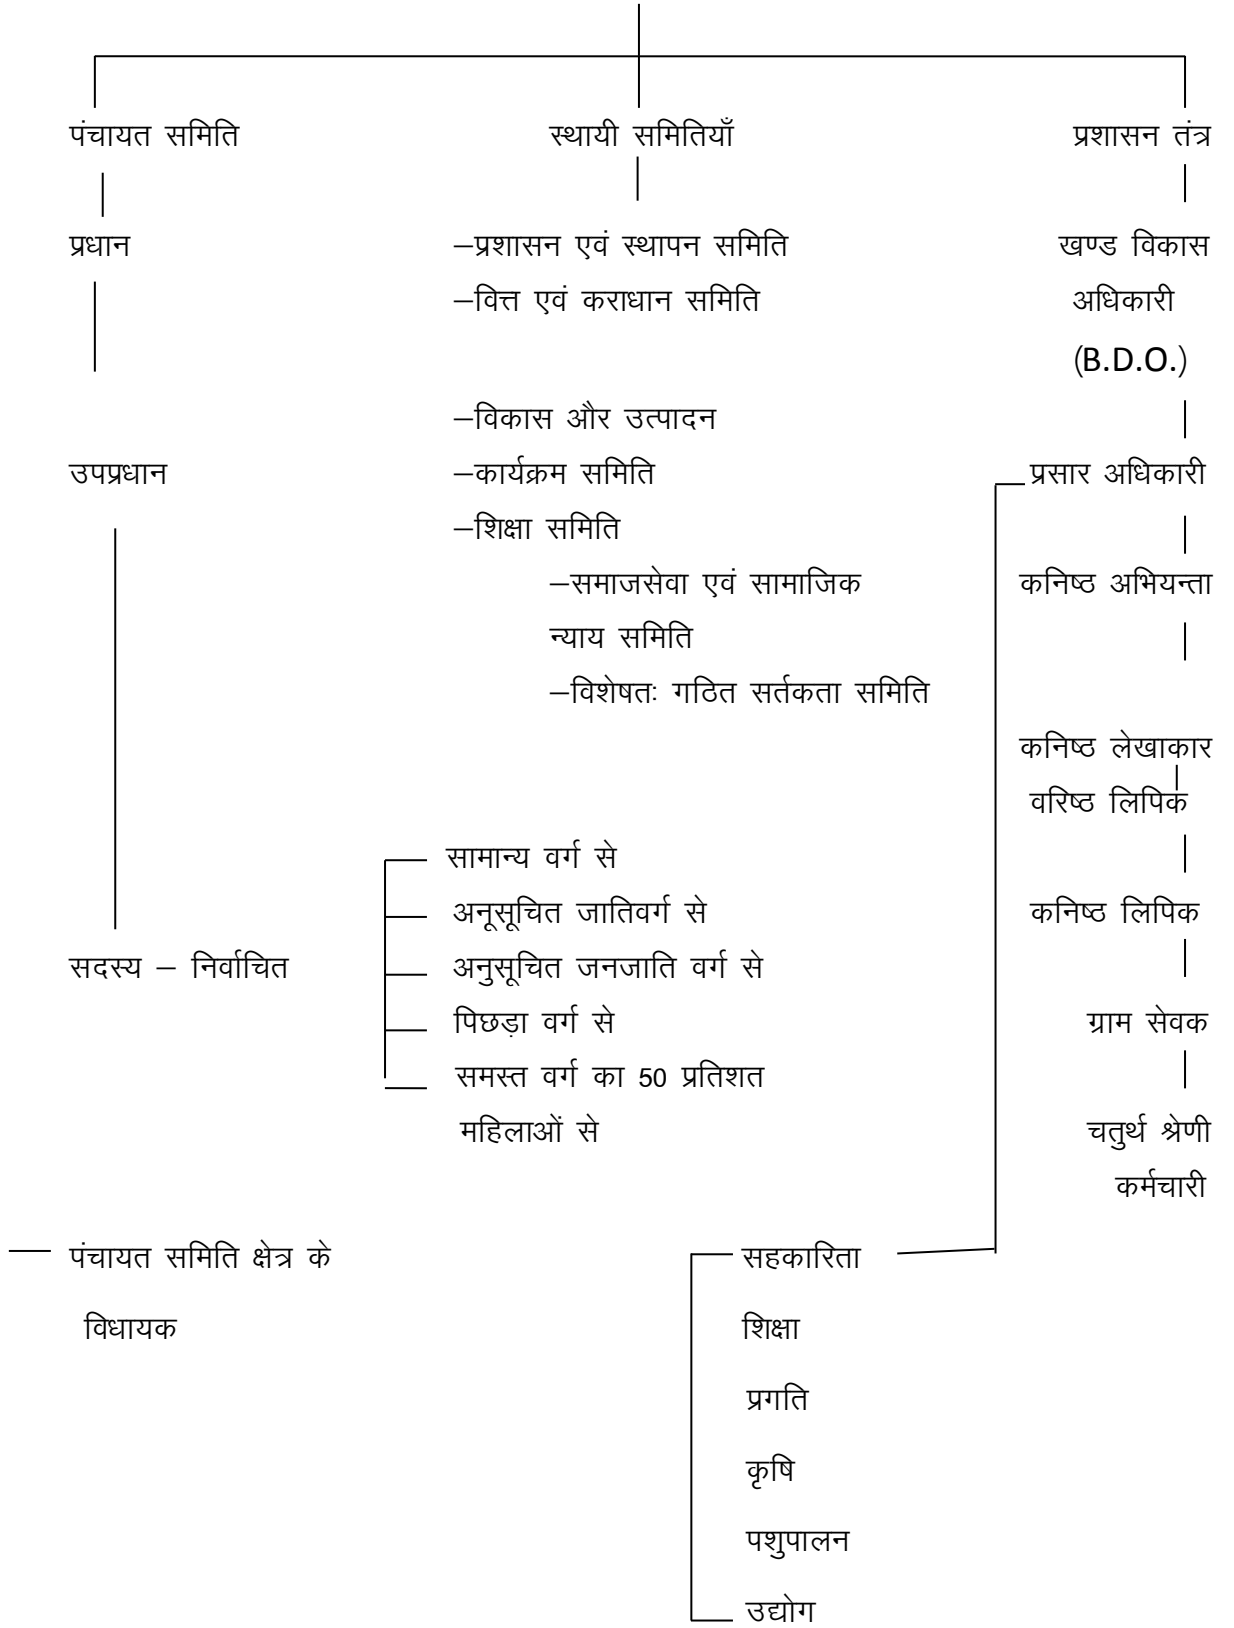 पंचायत समिति
स्थायी समितियाँ
प्रशासन तंत्र
प्रधान
–प्रशासन एवं स्थापन समिति
खण्ड विकास
–वित्त एवं कराधान समिति
अधिकारी
(B.D.O.)
–विकास और उत्पादन
उपप्रधान
–कार्यक्रम समिति
प्रसार अधिकारी
–शिक्षा समिति
–समाजसेवा एवं सामाजिक
कनिष्ठ अभियन्ता
न्याय समिति
–विशेषतः गठित सर्तकता समिति
कनिष्ठ लेखाकार
वरिष्ठ लिपिक
सामान्य वर्ग से
अनूसूचित जातिवर्ग से
कनिष्ठ लिपिक
सदस्य – निर्वाचित
अनुसूचित जनजाति वर्ग से
पिछड़ा वर्ग से
ग्राम सेवक
समस्त वर्ग का 50 प्रतिशत
महिलाओं से
चतुर्थ श्रेणी
कर्मचारी
पंचायत समिति क्षेत्र के
सहकारिता
विधायक
शिक्षा
प्रगति
कृषि
पशुपालन
उद्योग